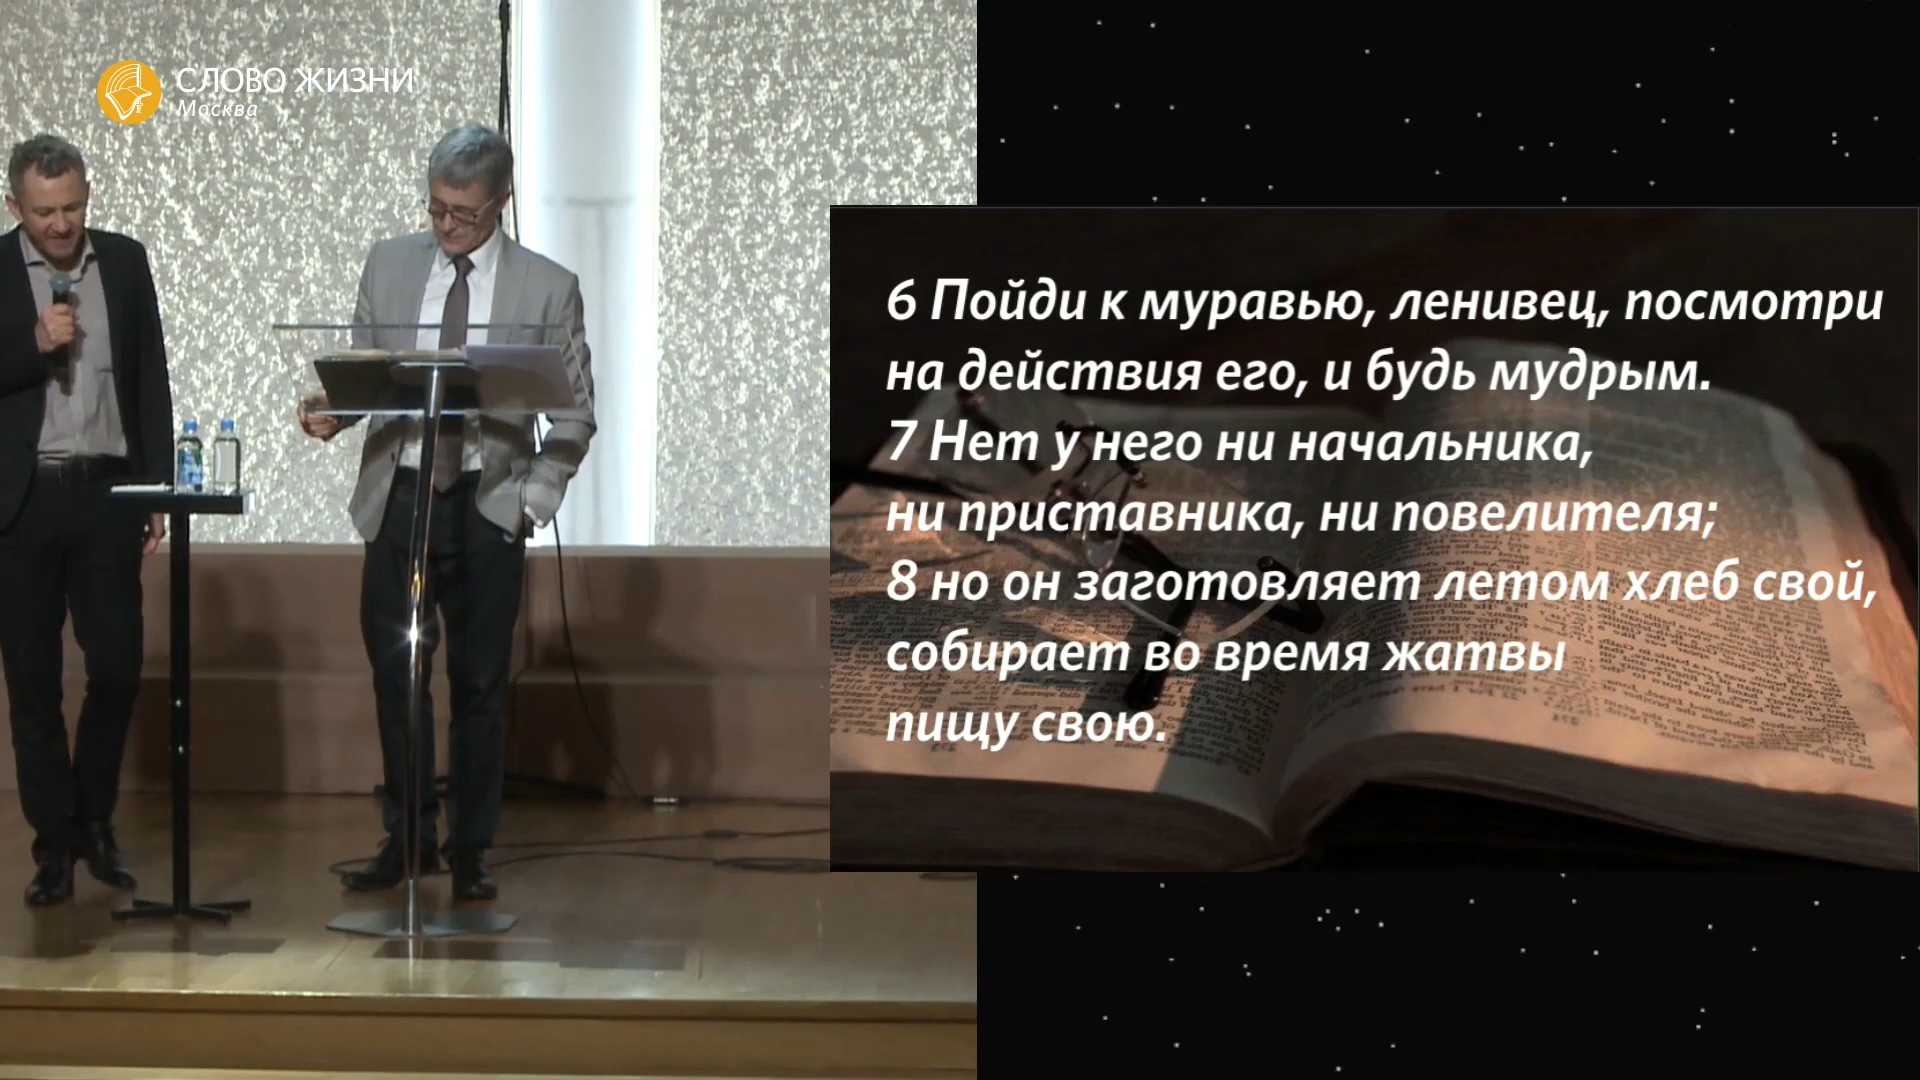 СЛОВО ЖИЗНИ
Москва
6 Пойди к муравью, ленивец, посмотри
на действия его, и будь мудрым.
7 Нет у него ни начальника,
ни приставника, ни повелителя;
8 но он заготовляет летом хлеб свой,
собирает во время жатвы
пищу свою.